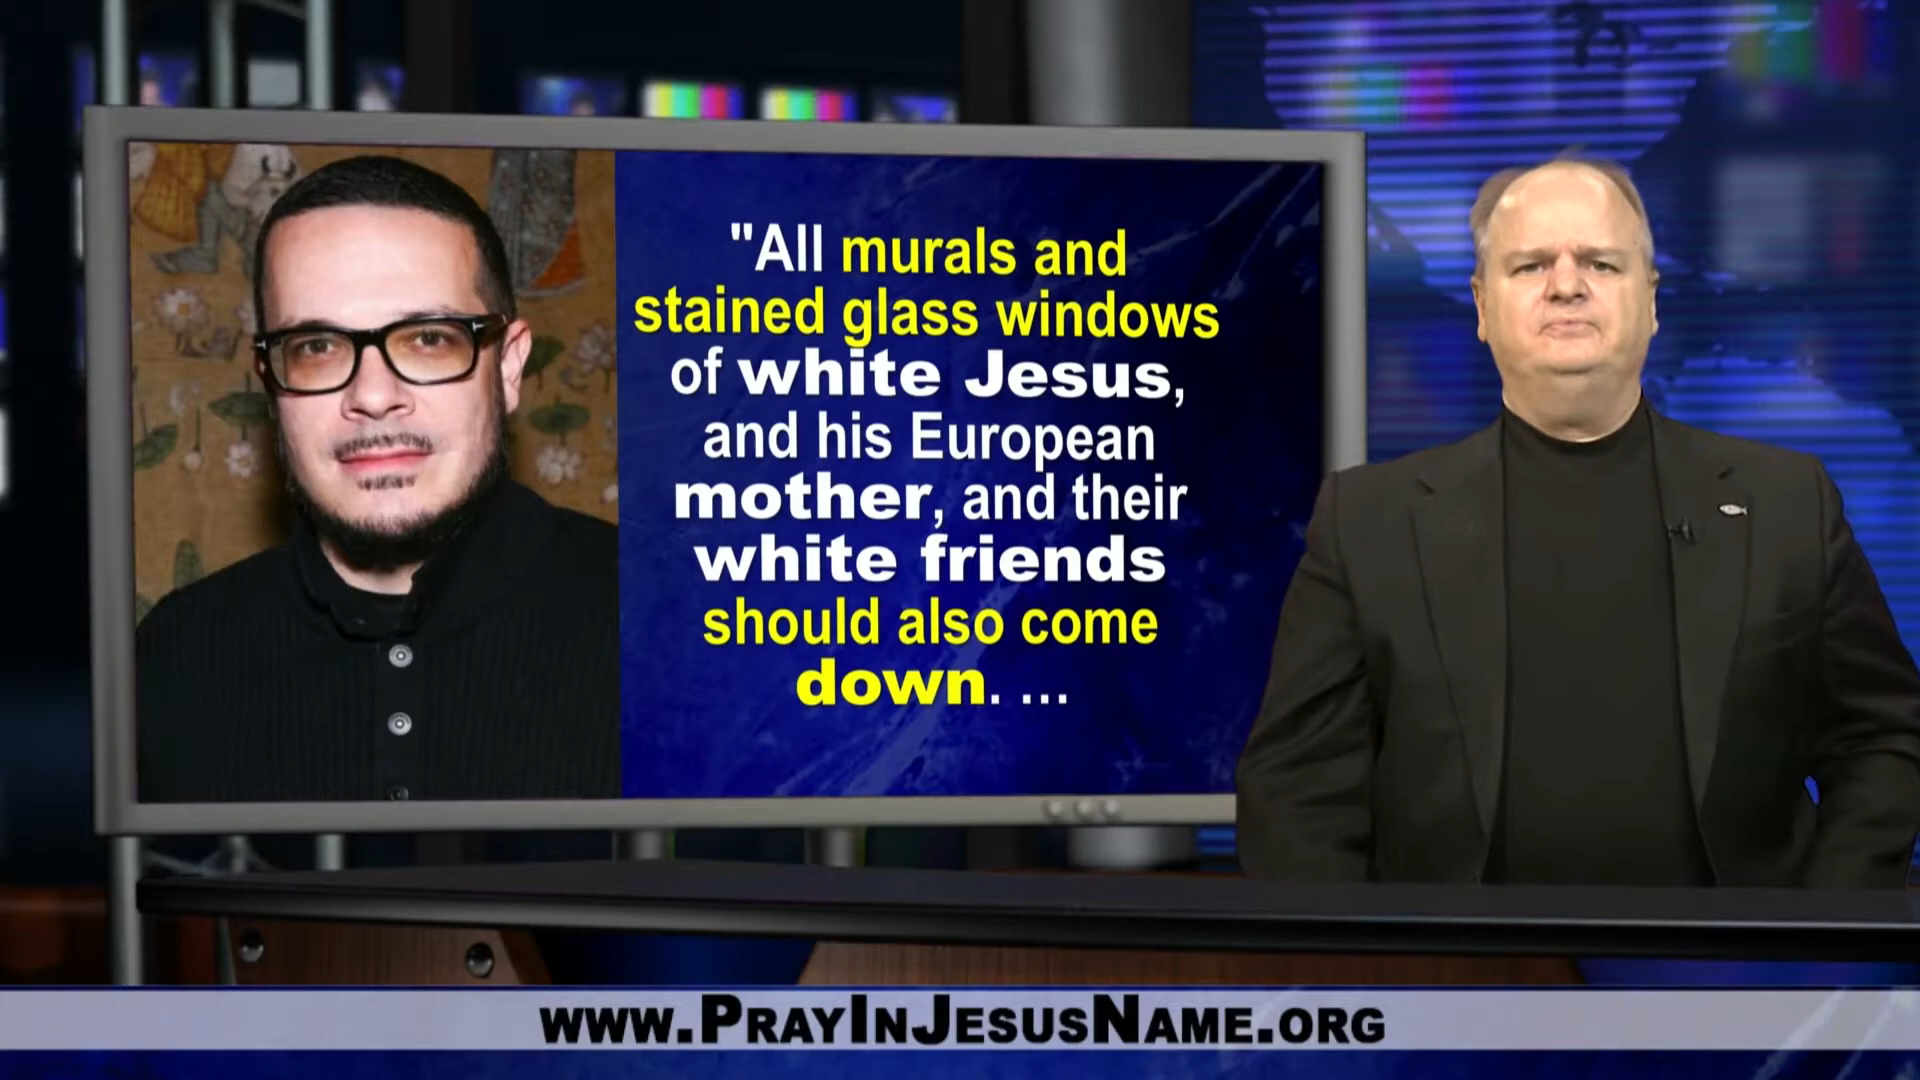 "All murals and
stained glass windows
of white Jesus,
and his European
mother, and their
white friends
should also come
down. ...
www.PrayInJesusName.org